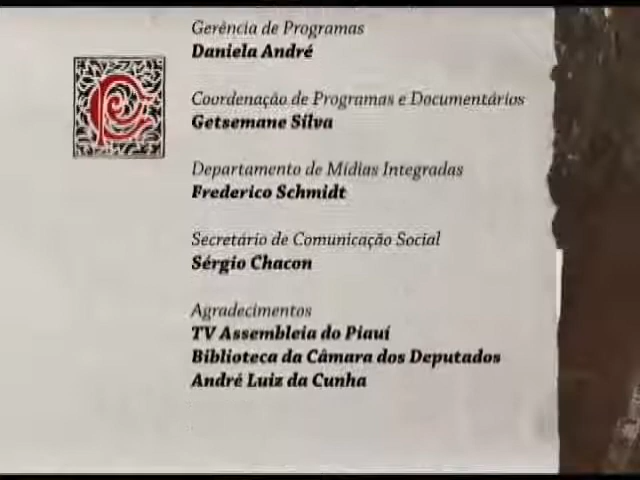 Gerência de Programas
Daniela André
Coordenação de Programas e Documentários
Getsemane Silva
Departamento de Mídias Integradas
Frederico Schmidt
Secretário de Comunicação Social
Sérgio Chacon
Agradecimentos
TV Assembleia do Piauí
Biblioteca da Câmara dos Deputados
André Luiz da Cunha